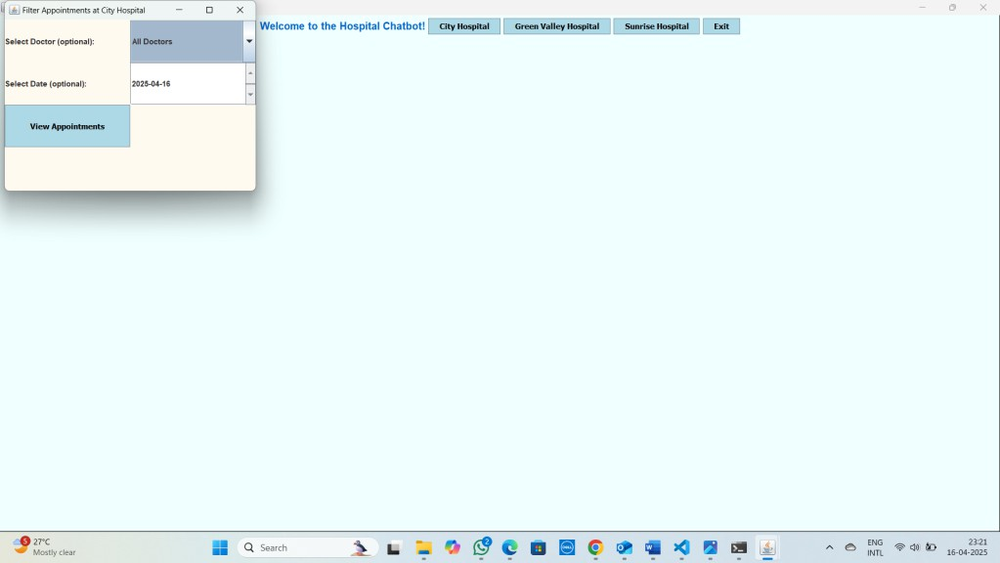 Filter Appointments at City Hospital
Welcome to the Hospital Chatbot! City Hospital Green Valley Hospital Sunrise Hospital Exit
Select Doctor (optional): All Doctors
Select Date (optional): 2025-04-16
View Appointments
5 27°C
Mostly clear
Search
2
DELL
ENG
INTL
23:21
16-04-2025